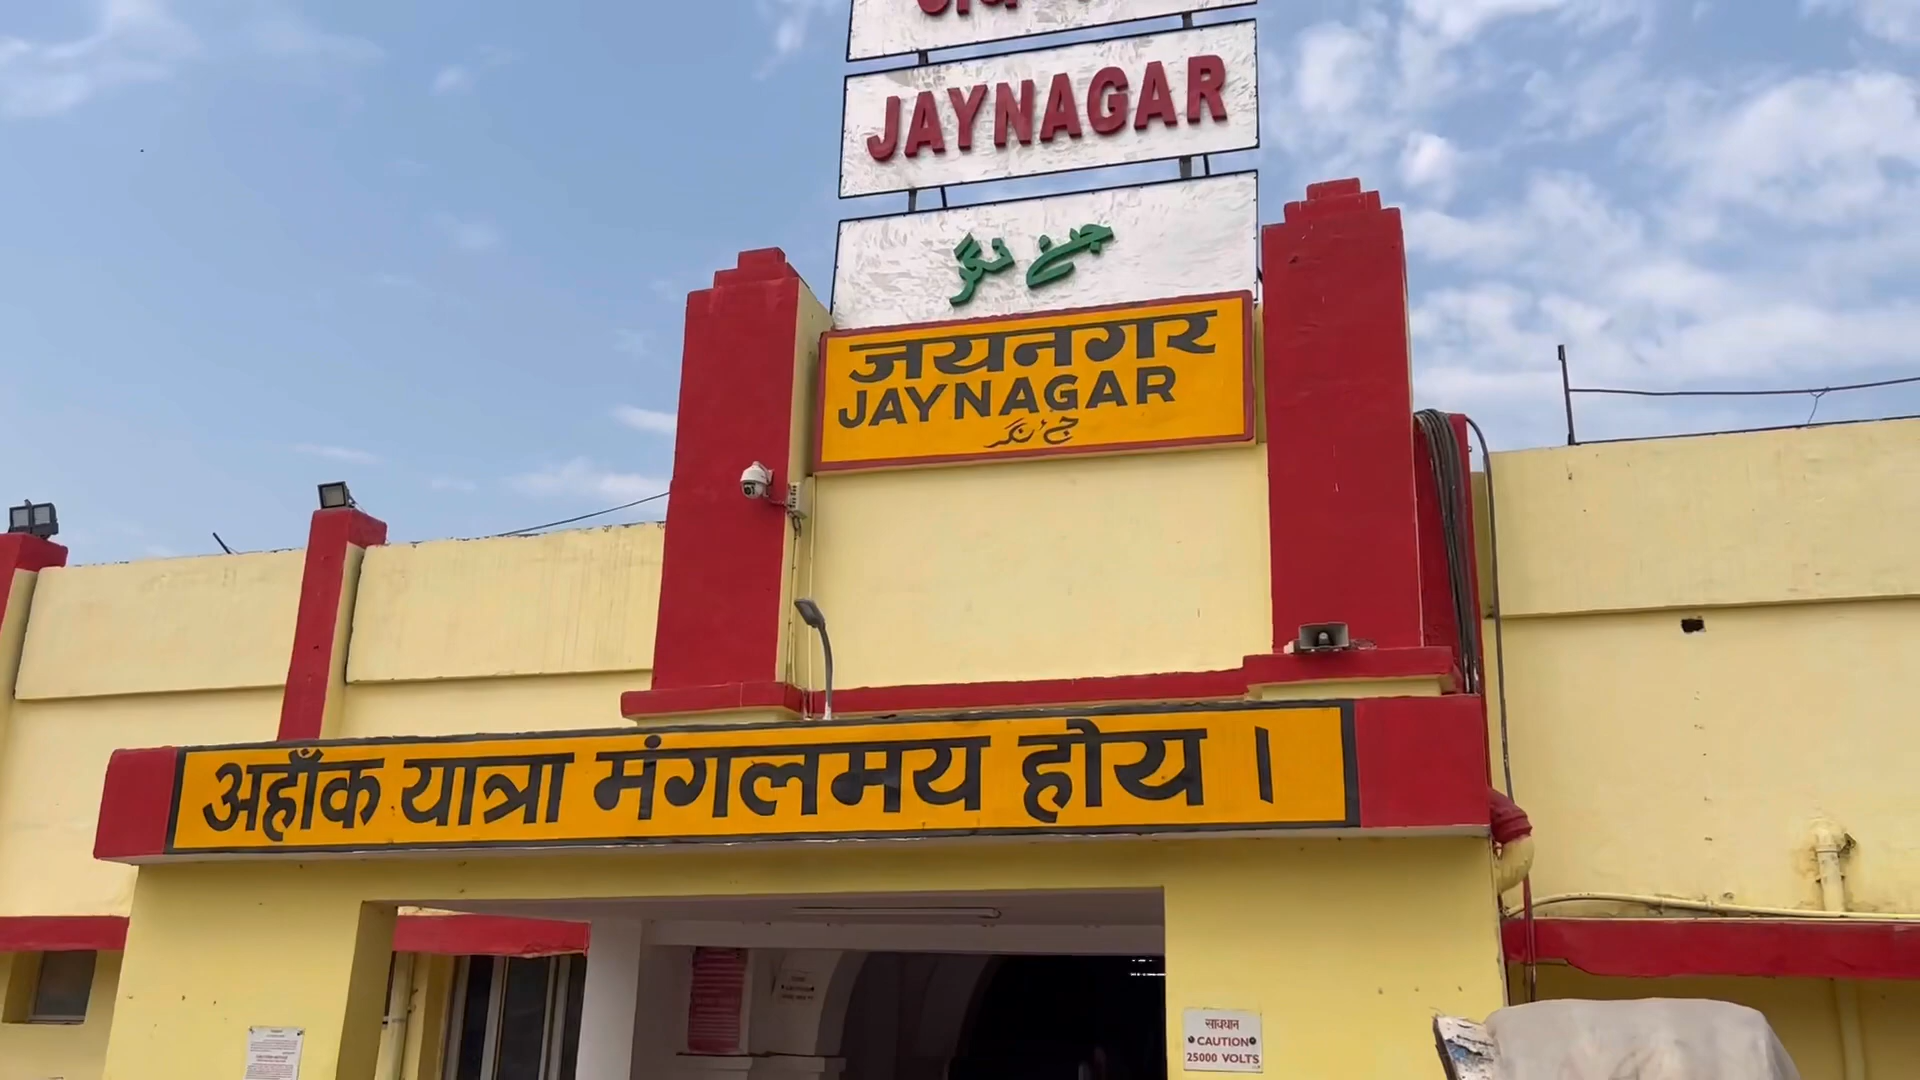 JAYNAGAR
جے نگر
जयनगर
JAYNAGAR
جے نگر
अहाँक यात्रा मंगलमय होय ।
सावधान
CAUTION
25000 VOLTS